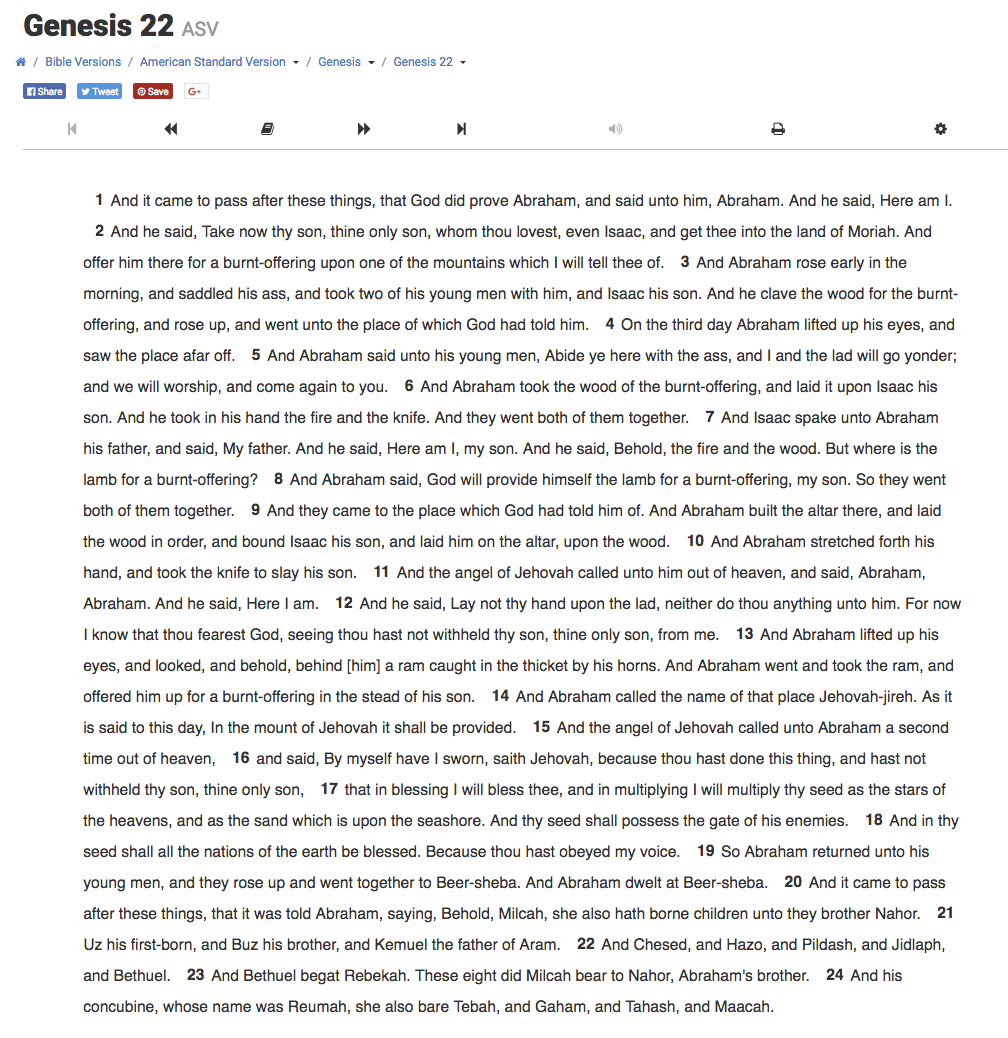 Genesis 22 ASV
/ Bible Versions / American Standard Version / Genesis / Genesis 22
Share Tweet Save G+
1 And it came to pass after these things, that God did prove Abraham, and said unto him, Abraham. And he said, Here am I.
2 And he said, Take now thy son, thine only son, whom thou lovest, even Isaac, and get thee into the land of Moriah. And
offer him there for a burnt-offering upon one of the mountains which I will tell thee of. 3 And Abraham rose early in the
morning, and saddled his ass, and took two of his young men with him, and Isaac his son. And he clave the wood for the burnt-
offering, and rose up, and went unto the place of which God had told him. 4 On the third day Abraham lifted up his eyes, and
saw the place afar off. 5 And Abraham said unto his young men, Abide ye here with the ass, and I and the lad will go yonder;
and we will worship, and come again to you. 6 And Abraham took the wood of the burnt-offering, and laid it upon Isaac his
son. And he took in his hand the fire and the knife. And they went both of them together. 7 And Isaac spake unto Abraham
his father, and said, My father. And he said, Here am I, my son. And he said, Behold, the fire and the wood. But where is the
lamb for a burnt-offering? 8 And Abraham said, God will provide himself the lamb for a burnt-offering, my son. So they went
both of them together. 9 And they came to the place which God had told him of. And Abraham built the altar there, and laid
the wood in order, and bound Isaac his son, and laid him on the altar, upon the wood. 10 And Abraham stretched forth his
hand, and took the knife to slay his son. 11 And the angel of Jehovah called unto him out of heaven, and said, Abraham,
Abraham. And he said, Here I am. 12 And he said, Lay not thy hand upon the lad, neither do thou anything unto him. For now
I know that thou fearest God, seeing thou hast not withheld thy son, thine only son, from me. 13 And Abraham lifted up his
eyes, and looked, and behold, behind [him] a ram caught in the thicket by his horns. And Abraham went and took the ram, and
offered him up for a burnt-offering in the stead of his son. 14 And Abraham called the name of that place Jehovah-jireh. As it
is said to this day, In the mount of Jehovah it shall be provided. 15 And the angel of Jehovah called unto Abraham a second
time out of heaven, 16 and said, By myself have I sworn, saith Jehovah, because thou hast done this thing, and hast not
withheld thy son, thine only son, 17 that in blessing I will bless thee, and in multiplying I will multiply thy seed as the stars of
the heavens, and as the sand which is upon the seashore. And thy seed shall possess the gate of his enemies. 18 And in thy
seed shall all the nations of the earth be blessed. Because thou hast obeyed my voice. 19 So Abraham returned unto his
young men, and they rose up and went together to Beer-sheba. And Abraham dwelt at Beer-sheba. 20 And it came to pass
after these things, that it was told Abraham, saying, Behold, Milcah, she also hath borne children unto they brother Nahor. 21
Uz his first-born, and Buz his brother, and Kemuel the father of Aram. 22 And Chesed, and Hazo, and Pildash, and Jidlaph,
and Bethuel. 23 And Bethuel begat Rebekah. These eight did Milcah bear to Nahor, Abraham's brother. 24 And his
concubine, whose name was Reumah, she also bare Tebah, and Gaham, and Tahash, and Maacah.